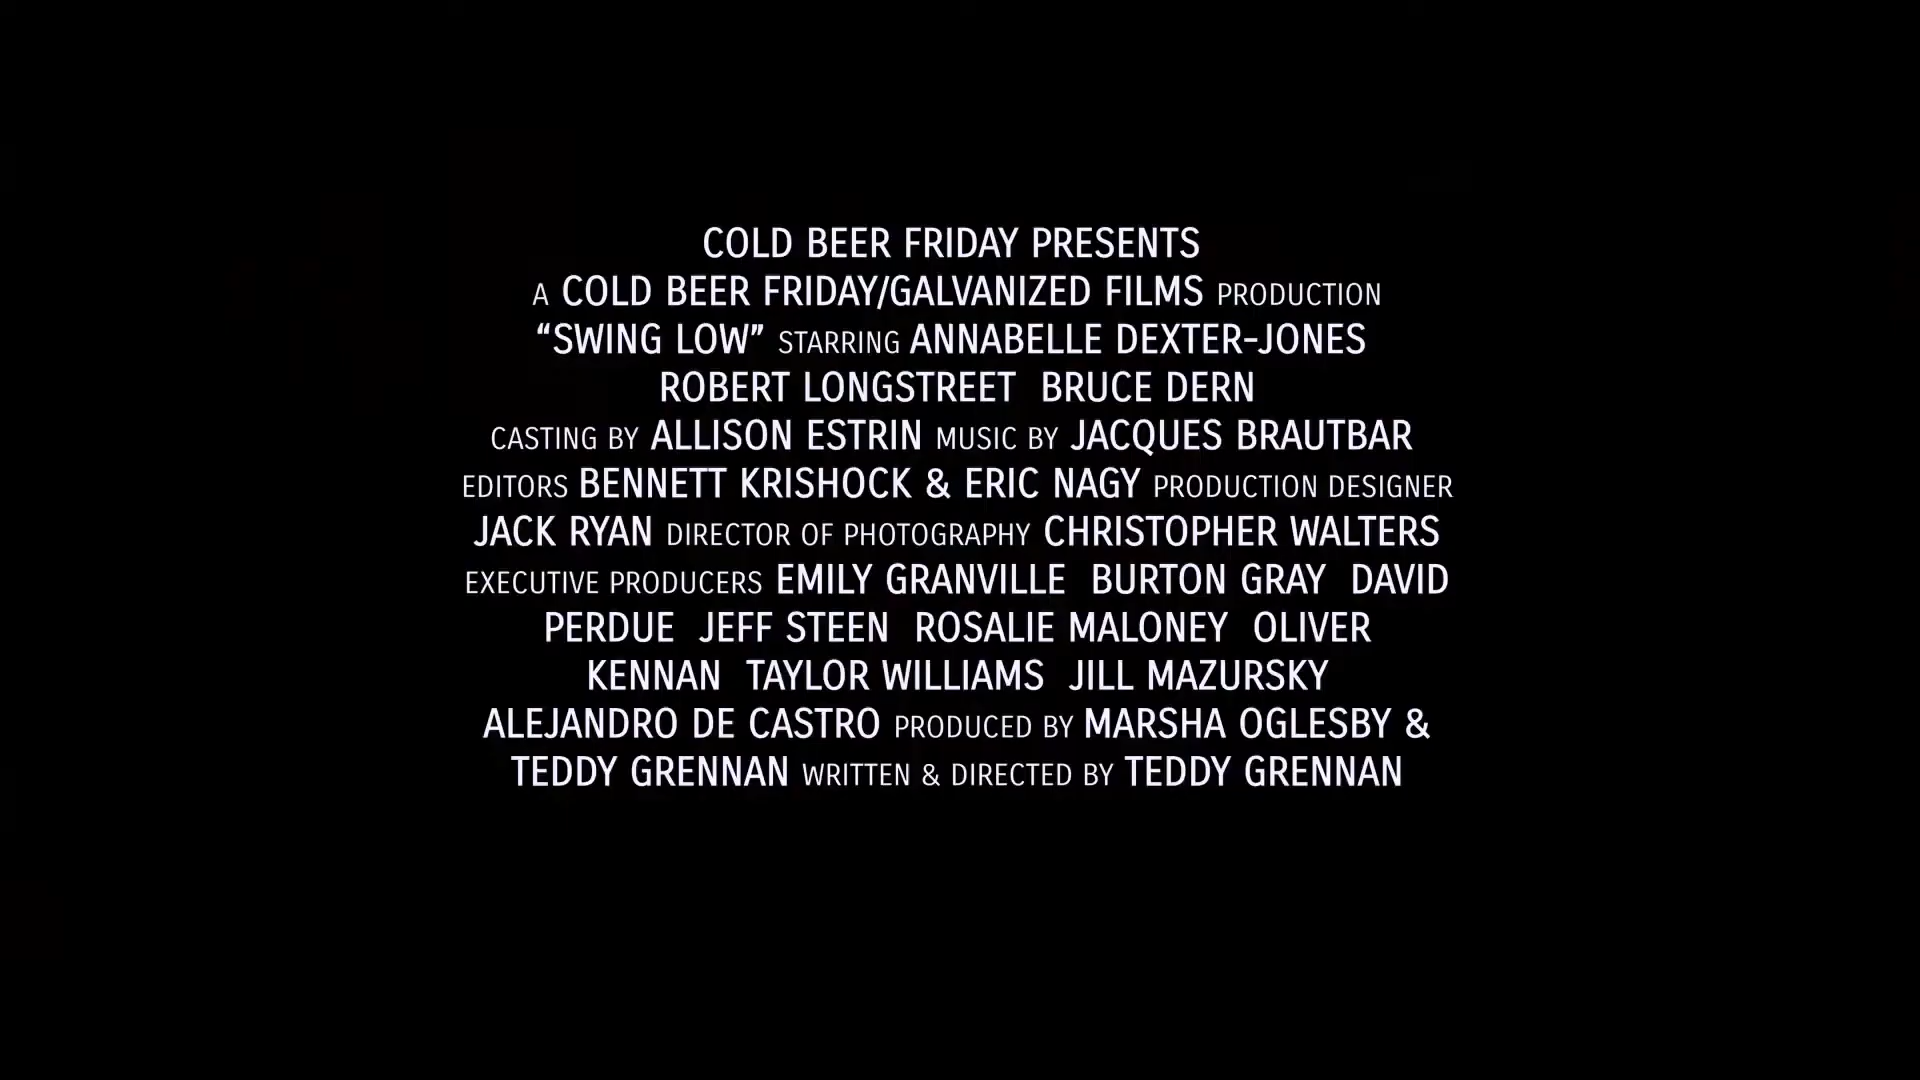 COLD BEER FRIDAY PRESENTS
A COLD BEER FRIDAY/GALVANIZED FILMS PRODUCTION
“SWING LOW” STARRING ANNABELLE DEXTER-JONES
ROBERT LONGSTREET BRUCE DERN
CASTING BY ALLISON ESTRIN MUSIC BY JACQUES BRAUTBAR
EDITORS BENNETT KRISHOCK & ERIC NAGY PRODUCTION DESIGNER
JACK RYAN DIRECTOR OF PHOTOGRAPHY CHRISTOPHER WALTERS
EXECUTIVE PRODUCERS EMILY GRANVILLE BURTON GRAY DAVID
PERDUE JEFF STEEN ROSALIE MALONEY OLIVER
KENNAN TAYLOR WILLIAMS JILL MAZURSKY
ALEJANDRO DE CASTRO PRODUCED BY MARSHA OGLESBY &
TEDDY GRENNAN WRITTEN & DIRECTED BY TEDDY GRENNAN